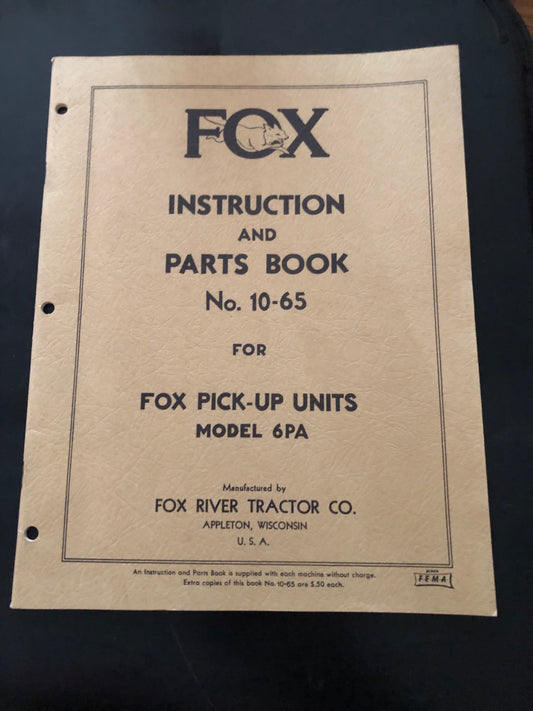 FOX
INSTRUCTION
AND
PARTS BOOK
No. 10-65
FOR
FOX PICK-UP UNITS
MODEL 6PA
Manufactured by
FOX RIVER TRACTOR CO.
APPLETON, WISCONSIN
U. S. A.
An Instruction and Parts Book is supplied with each machine without charge.
Extra copies of this book No. 10-65 are $.50 each.
F·E·M·A